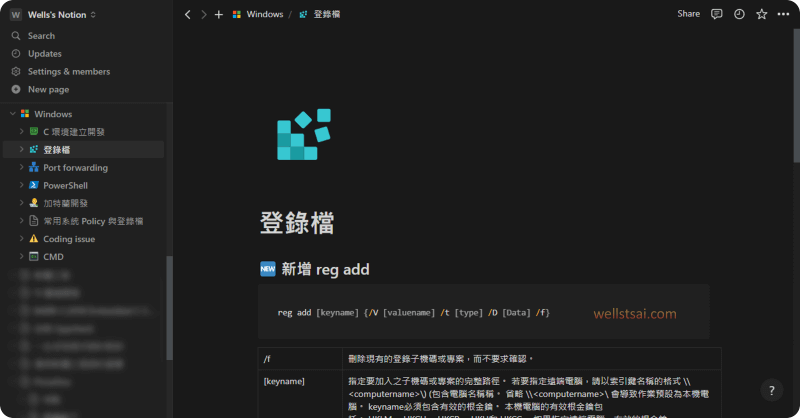 W Wells's Notion
Search
Updates
Settings & members
New page
Windows
C 環境建立開發
登錄檔
Port forwarding
PowerShell
加特蘭開發
常用系統 Policy 與登錄檔
Coding issue
CMD
Windows / 登錄檔
Share
登錄檔
NEW 新增 reg add
reg add [keyname] {/V [valuename] /t [type] /D [Data] /f}
wellstsai.com
/f 刪除現有的登錄子機碼或專案，而不要求確認。
[keyname] 指定要加入之子機碼或專案的完整路徑。 若要指定遠端電腦，請以索引鍵名稱的格式 \\
<computername>\) (包含電腦名稱稱。 省略 \\<computername>\ 會導致作業預設為本機電
腦。 keyname必須包含有效的根金鑰。 本機電腦的有效根金鑰包
?